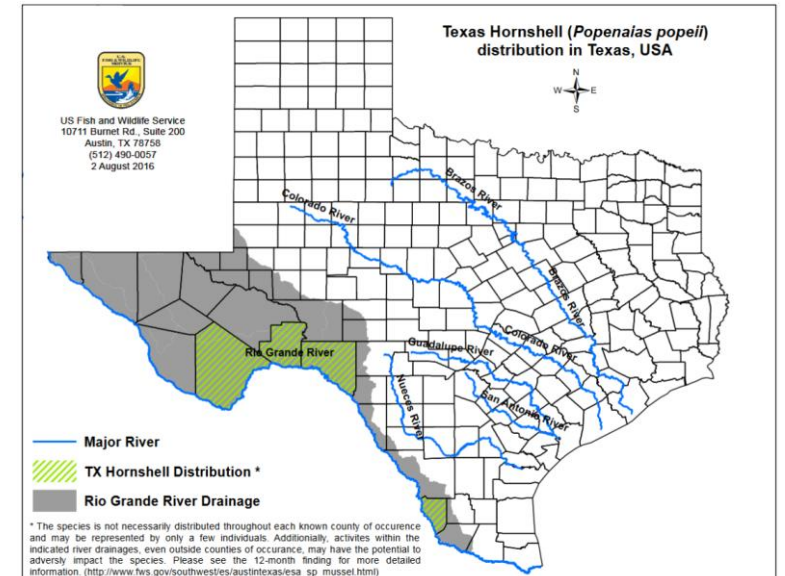 Texas Hornshell (Popenaias popeii)
distribution in Texas, USA
N
W E
S
US Fish and Wildlife Service
10711 Burnet Rd., Suite 200
Austin, TX 78758
(512) 490-0057
2 August 2016
Brazos River
Colorado River
Brazos River
Colorado River
Guadalupe River
Rio Grande River
Nueces River
San Antonio River
Major River
TX Hornshell Distribution *
Rio Grande River Drainage
* The species is not necessarily distributed throughout each known county of occurence
and may be represented by only a few individuals. Additionially, activites within the
indicated river drainages, even outside counties of occurance, may have the potential to
adversly impact the species. Please see the 12-month finding for more detailed
information. (http://www.fws.gov/southwest/es/austintexas/esa_sp_mussel.html)